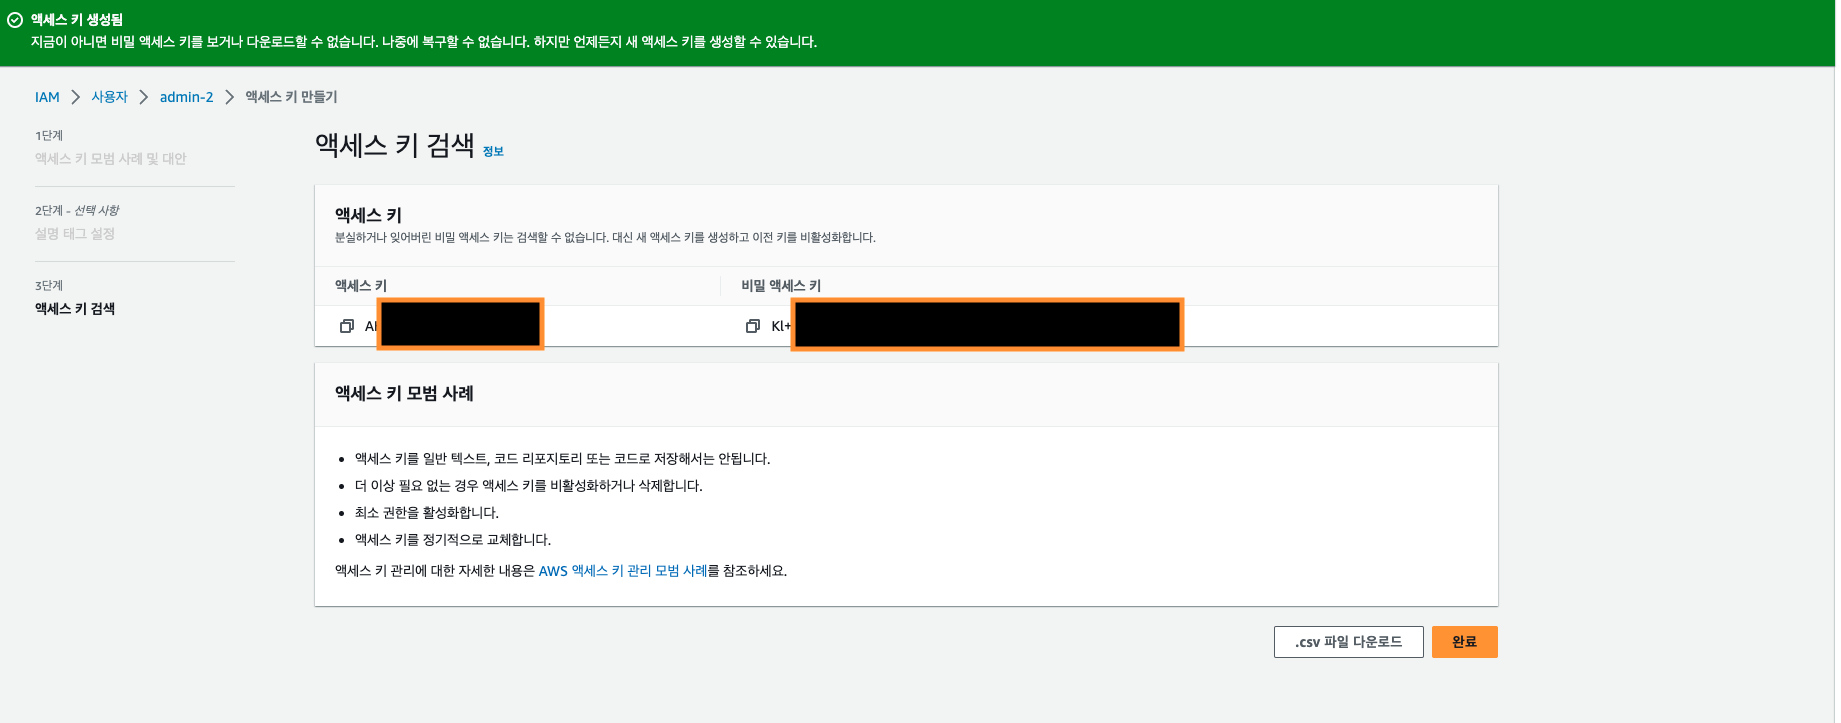 액세스 키 생성됨
지금이 아니면 비밀 액세스 키를 보거나 다운로드할 수 없습니다. 나중에 복구할 수 없습니다. 하지만 언제든지 새 액세스 키를 생성할 수 있습니다.
IAM > 사용자 > admin-2 > 액세스 키 만들기
1단계
액세스 키 모범 사례 및 대안
2단계 - 선택 사항
설명 태그 설정
3단계
액세스 키 검색
액세스 키 검색 정보
액세스 키
분실하거나 잊어버린 비밀 액세스 키는 검색할 수 없습니다. 대신 새 액세스 키를 생성하고 이전 키를 비활성화합니다.
액세스 키 비밀 액세스 키
Kl+
액세스 키 모범 사례
• 액세스 키를 일반 텍스트, 코드 리포지토리 또는 코드로 저장해서는 안됩니다.
• 더 이상 필요 없는 경우 액세스 키를 비활성화하거나 삭제합니다.
• 최소 권한을 활성화합니다.
• 액세스 키를 정기적으로 교체합니다.
액세스 키 관리에 대한 자세한 내용은 AWS 액세스 키 관리 모범 사례를 참조하세요.
.csv 파일 다운로드 완료